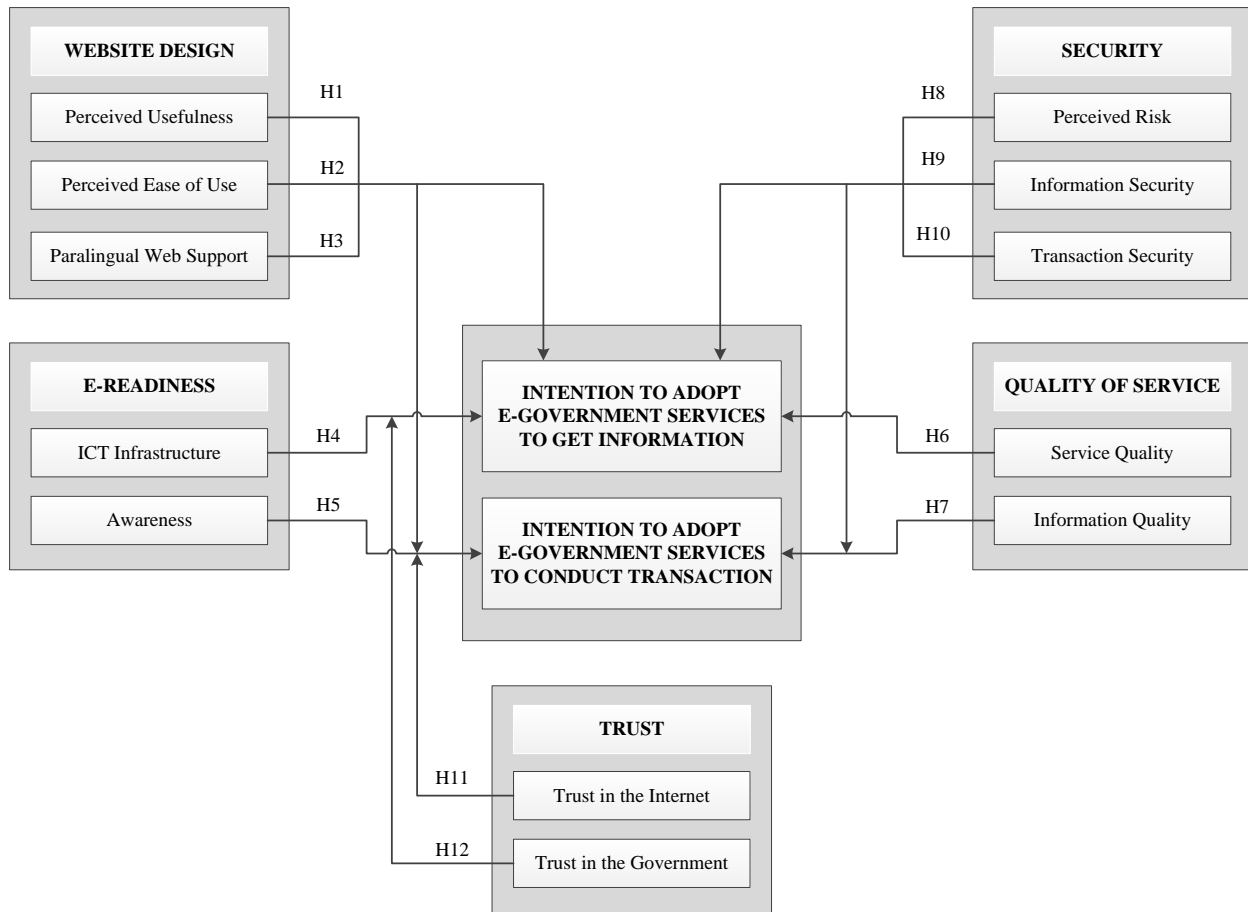 WEBSITE DESIGN
Perceived Usefulness
Perceived Ease of Use
Paralingual Web Support
H1
H2
H3
SECURITY
Perceived Risk
Information Security
Transaction Security
H8
H9
H10
E-READINESS
ICT Infrastructure
Awareness
H4
H5
INTENTION TO ADOPT
E-GOVERNMENT SERVICES
TO GET INFORMATION
INTENTION TO ADOPT
E-GOVERNMENT SERVICES
TO CONDUCT TRANSACTION
QUALITY OF SERVICE
Service Quality
Information Quality
H6
H7
TRUST
Trust in the Internet
Trust in the Government
H11
H12